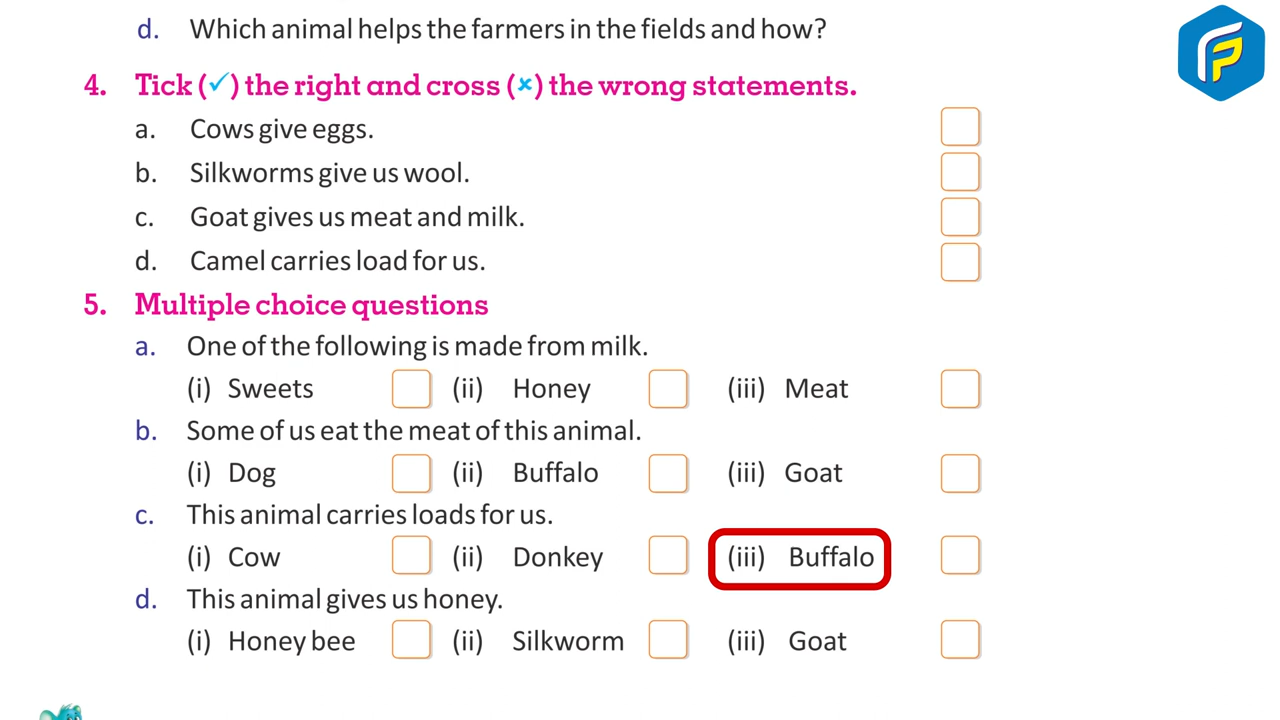 d. Which animal helps the farmers in the fields and how?
4. Tick (✓) the right and cross (×) the wrong statements.
a. Cows give eggs.
b. Silkworms give us wool.
c. Goat gives us meat and milk.
d. Camel carries load for us.
5. Multiple choice questions
a. One of the following is made from milk.
(i) Sweets (ii) Honey (iii) Meat
b. Some of us eat the meat of this animal.
(i) Dog (ii) Buffalo (iii) Goat
c. This animal carries loads for us.
(i) Cow (ii) Donkey (iii) Buffalo
d. This animal gives us honey.
(i) Honey bee (ii) Silkworm (iii) Goat